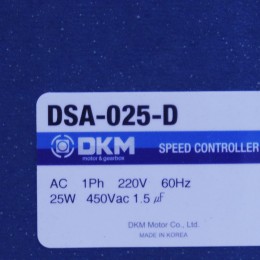 DSA-025-D
DKM
motor & gearbox
SPEED CONTROLLER
AC 1Ph 220V 60Hz
25W 450Vac 1.5 μF
DKM Motor Co., Ltd.
MADE IN KOREA